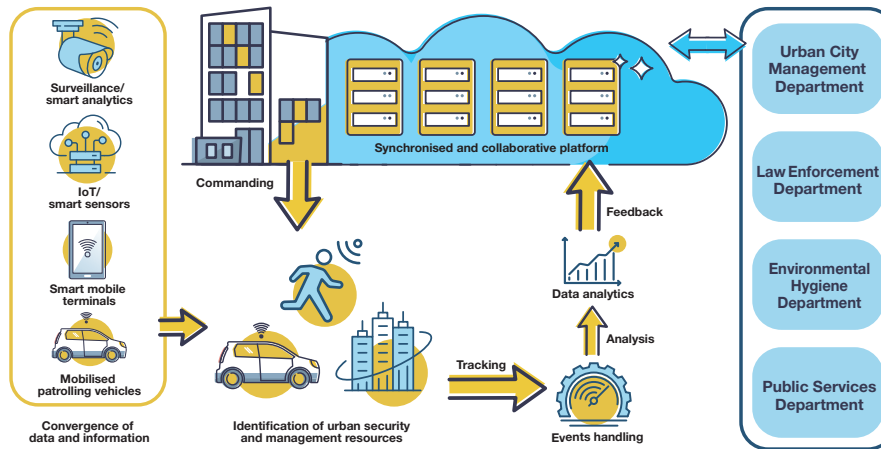 Surveillance/
smart analytics
IoT/
smart sensors
Smart mobile
terminals
Mobilised
patrolling vehicles
Convergence of
data and information
Synchronised and collaborative platform
Commanding
Identification of urban security
and management resources
Tracking
Events handling
Analysis
Data analytics
Feedback
Urban City
Management
Department
Law Enforcement
Department
Environmental
Hygiene
Department
Public Services
Department